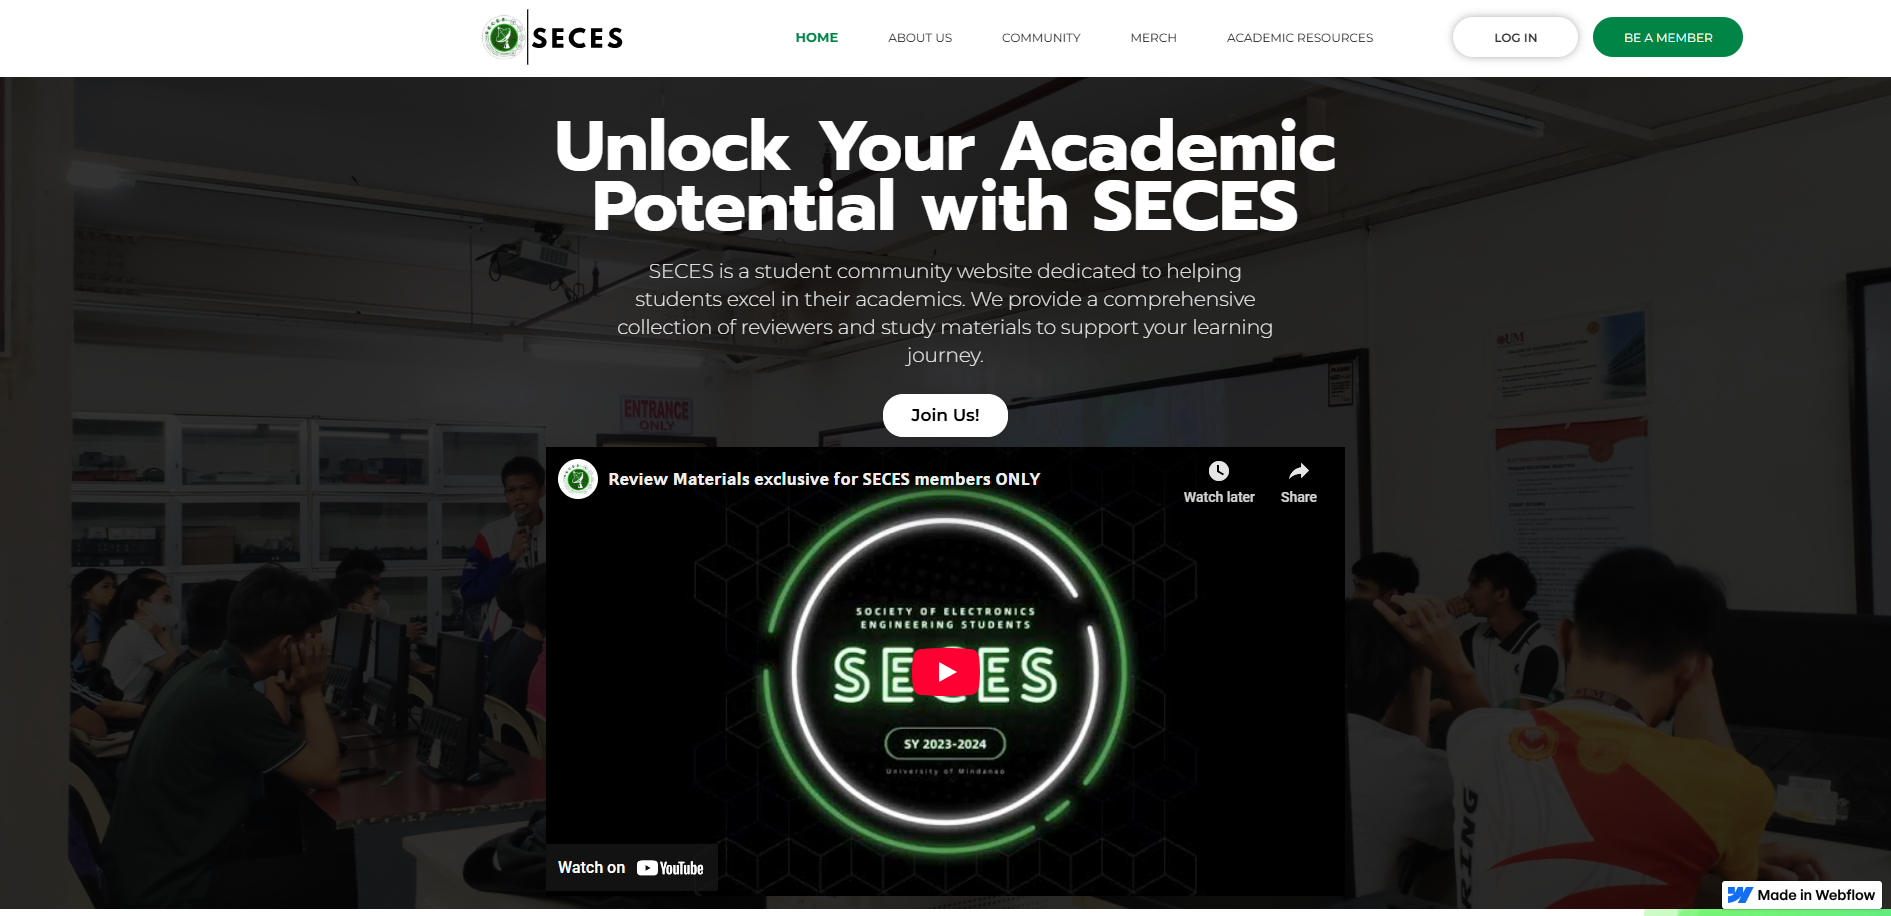 SECES
HOME
ABOUT US
COMMUNITY
MERCH
ACADEMIC RESOURCES
LOG IN
BE A MEMBER
Unlock Your Academic
Potential with SECES
SECES is a student community website dedicated to helping
students excel in their academics. We provide a comprehensive
collection of reviewers and study materials to support your learning
journey.
ENTRANCE
ONLY
UM
Join Us!
Review Materials exclusive for SECES members ONLY
Watch later
Share
SOCIETY OF ELECTRONICS
ENGINEERING STUDENTS
SECES
SY 2023-2024
University of Mindanao
Watch on YouTube
RING
Made in Webflow